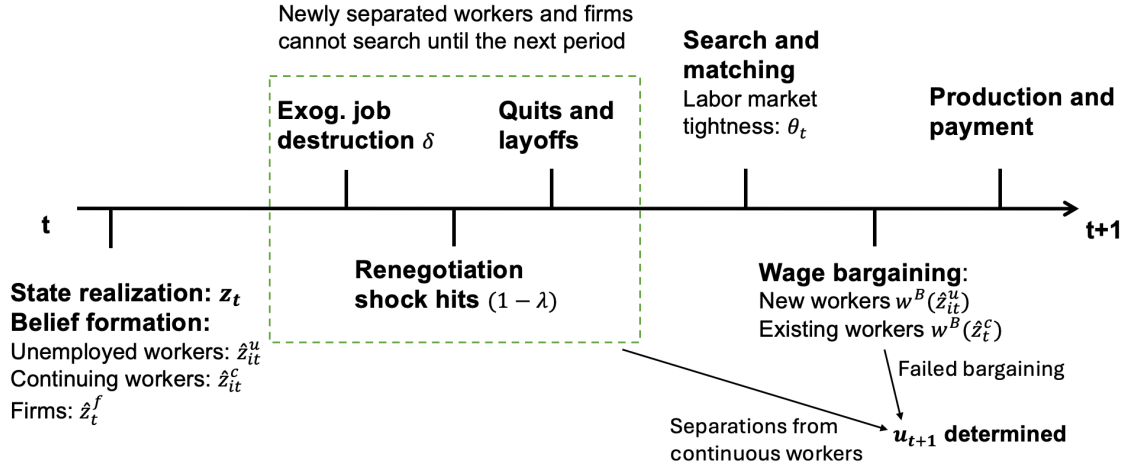 Newly separated workers and firms
cannot search until the next period
Exog. job
destruction δ
Quits and
layoffs
Search and
matching
Labor market
tightness: θ_t
Production and
payment
t
t+1
State realization: z_t
Belief formation:
Unemployed workers: ẑ^u_it
Continuing workers: ẑ^c_it
Firms: ẑ^f_t
Renegotiation
shock hits (1 − λ)
Wage bargaining:
New workers w^B(ẑ^u_it)
Existing workers w^B(ẑ^c_t)
Failed bargaining
Separations from
continuous workers
u_t+1 determined